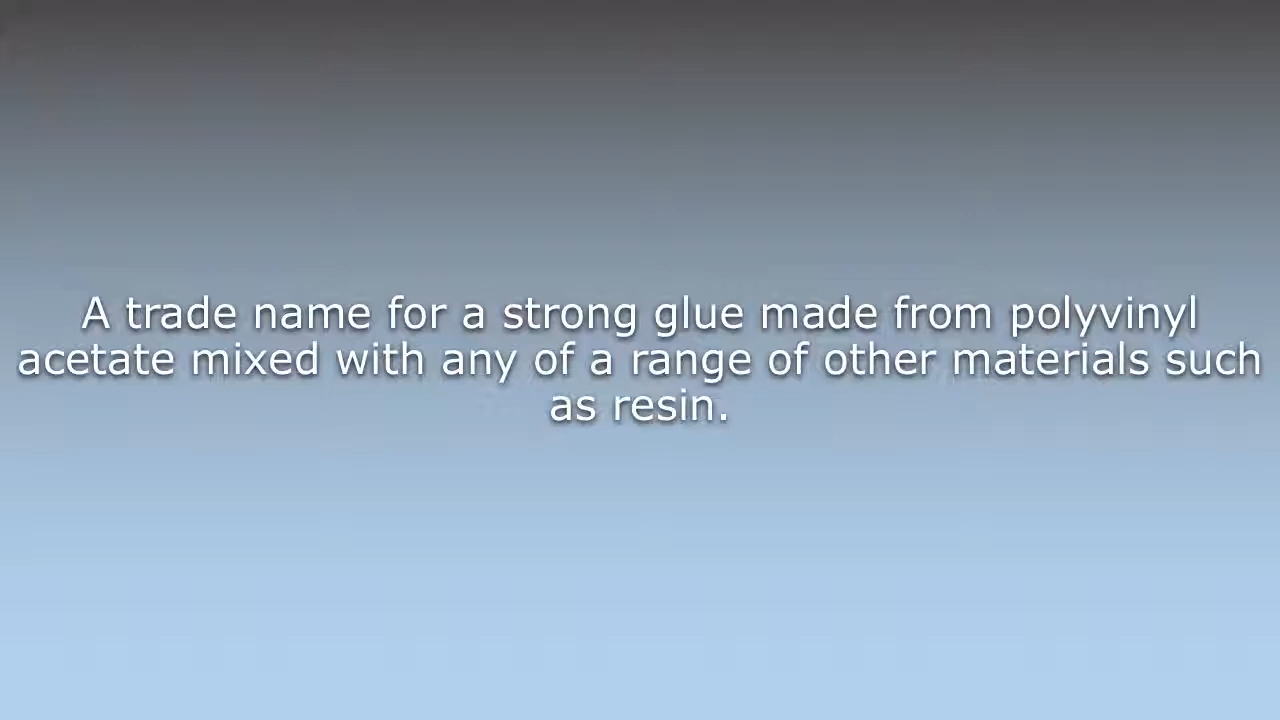 A trade name for a strong glue made from polyvinyl
acetate mixed with any of a range of other materials such
as resin.